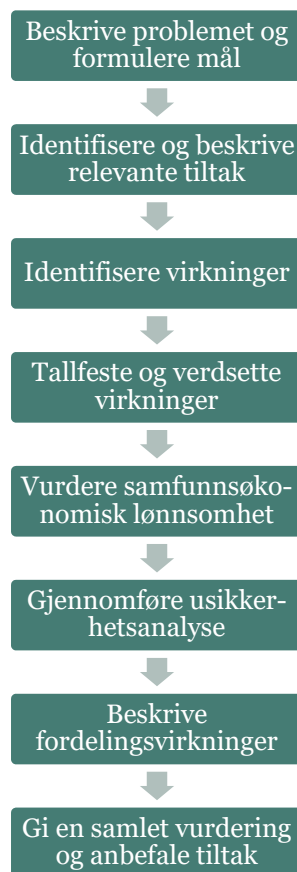 Beskrive problemet og
formulere mål
Identifisere og beskrive
relevante tiltak
Identifisere virkninger
Tallfeste og verdsette
virkninger
Vurdere samfunnsøko-
nomisk lønnsomhet
Gjennomføre usikker-
hetsanalyse
Beskrive
fordelingsvirkninger
Gi en samlet vurdering
og anbefale tiltak